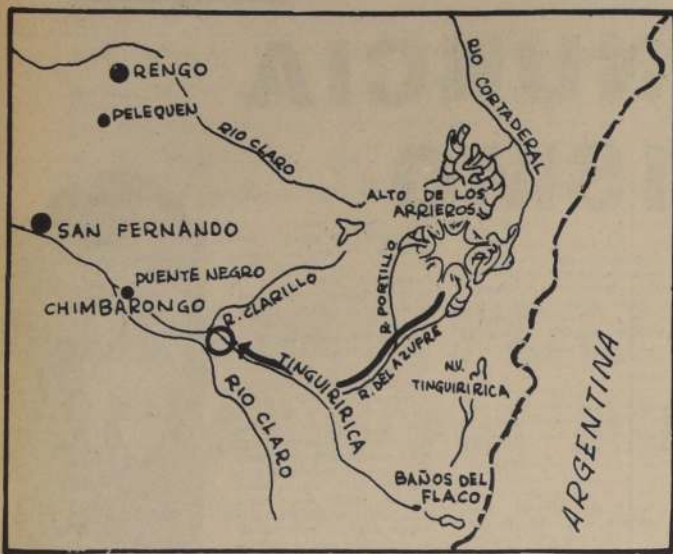 RENGO
PELEQUEN
RIO CLARO
RIO CORTADERAL
ALTO DE LOS
ARRIEROS
SAN FERNANDO
PUENTE NEGRO
CHIMBARONGO
R. CLARILLO
R. PORTILLO
R. DEL AZUFRE
TINGUIRIRICA
N.V.
TINGUIRIRICA
RIO CLARO
BAÑOS DEL
FLACO
ARGENTINA